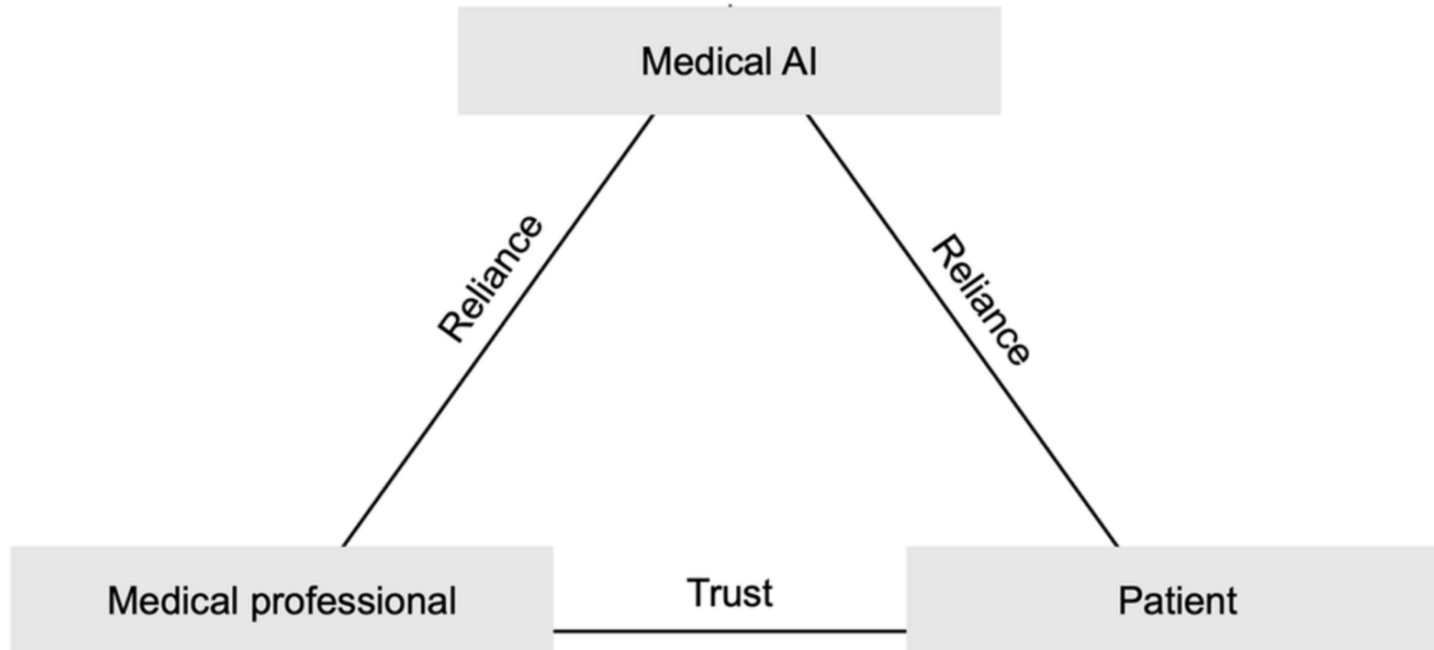 Medical AI
Reliance
Reliance
Medical professional
Trust
Patient